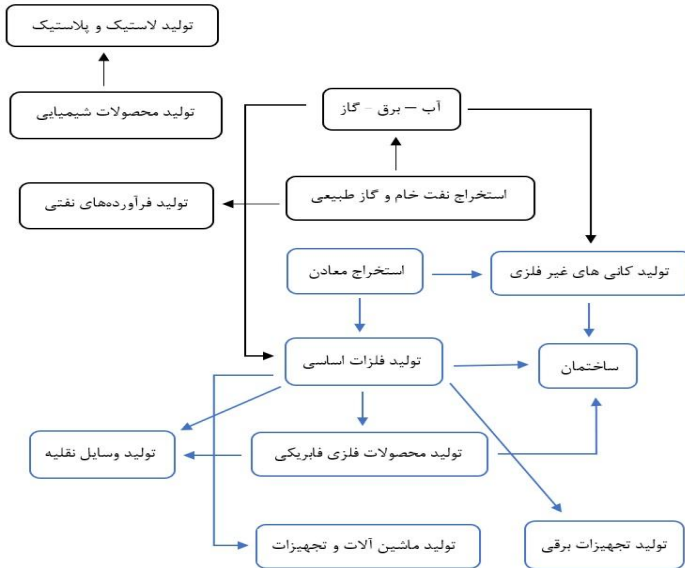 تولید لاستیک و پلاستیک
تولید محصولات شیمیایی
آب – برق - گاز
استخراج نفت خام و گاز طبیعی
تولید فرآورده‌های نفتی
استخراج معادن
تولید کانی های غیر فلزی
تولید فلزات اساسی
ساختمان
تولید محصولات فلزی فابریکی
تولید وسایل نقلیه
تولید ماشین آلات و تجهیزات
تولید تجهیزات برقی